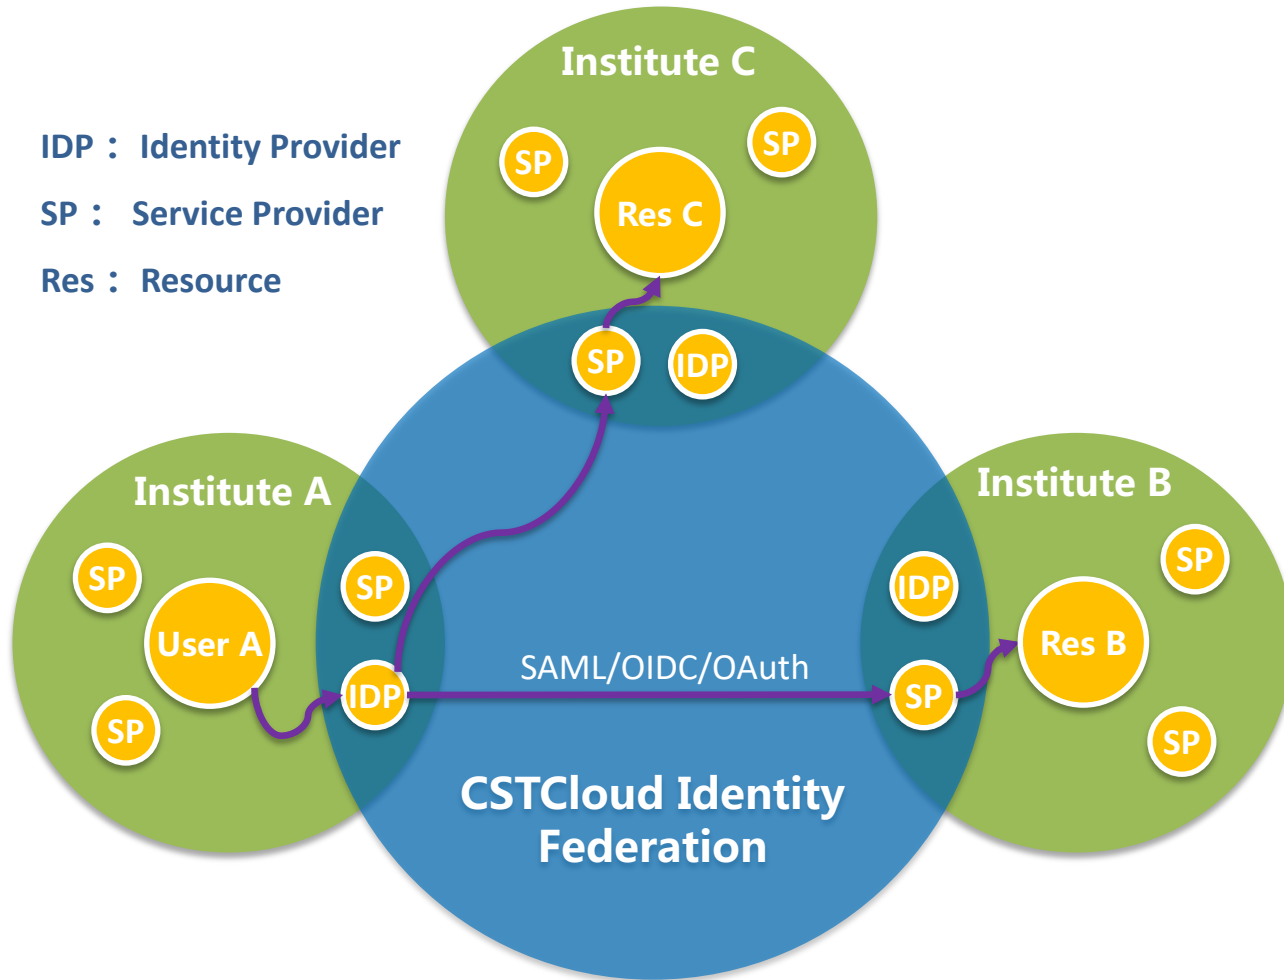 Institute C
IDP： Identity Provider
SP： Service Provider
Res： Resource
SP
SP
Res C
SP
IDP
Institute A
Institute B
SP
SP
User A
IDP
SP
SAML/OIDC/OAuth
IDP
SP
Res B
SP
SP
CSTCloud Identity
Federation